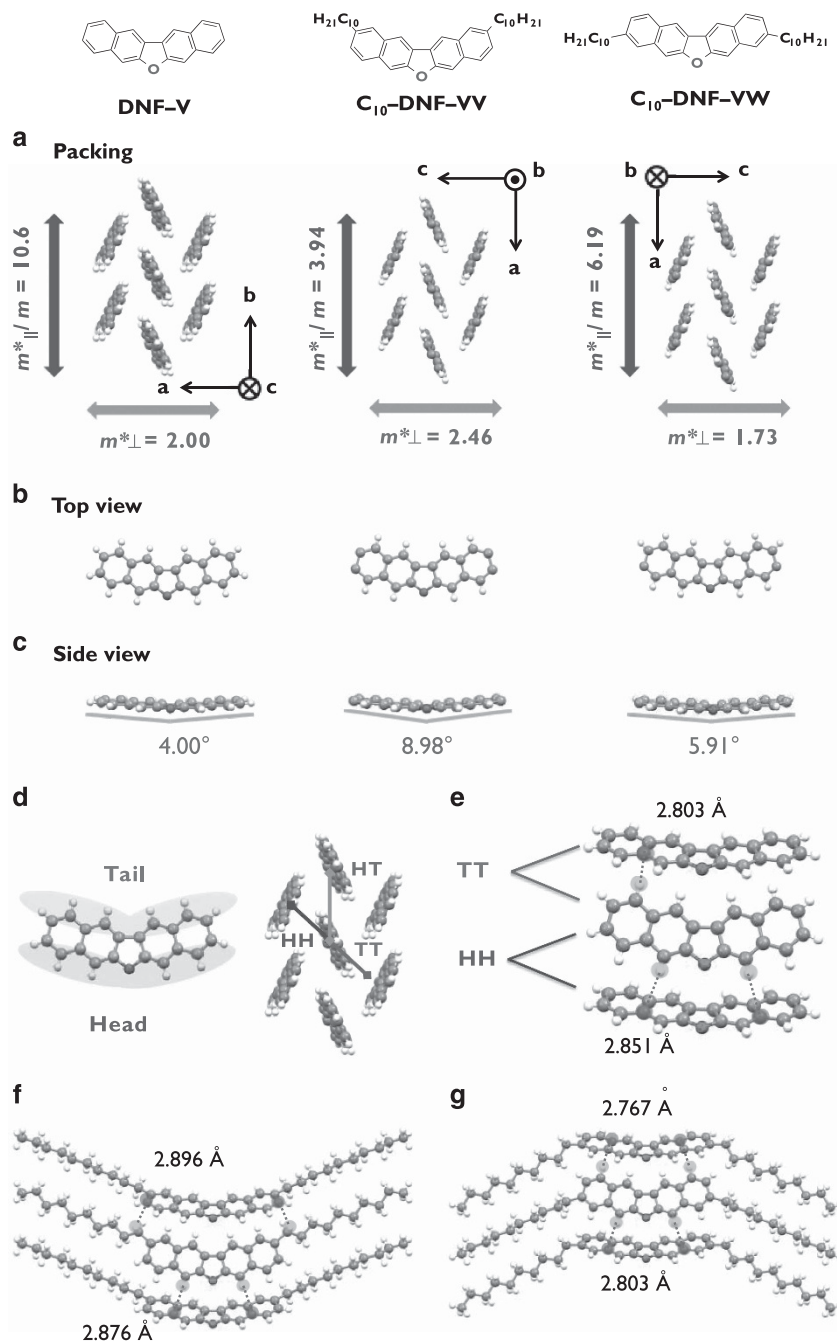 H21C10 C10H21
H21C10 C10H21
O O O
DNF–V C10–DNF–VV C10–DNF–VW
a Packing
m*||/ m = 10.6
b
a c
m*⊥ = 2.00
c b
a
m*||/ m = 3.94
m*⊥ = 2.46
b c
a
m*||/ m = 6.19
m*⊥ = 1.73
b Top view
c Side view
4.00° 8.98° 5.91°
d
Tail
Head
HT
HH
TT
e
2.803 Å
TT
HH
2.851 Å
f
2.896 Å
2.876 Å
g
2.767 Å
2.803 Å